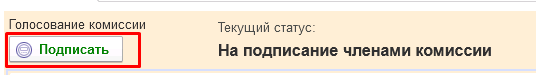 Голосование комиссии
Подписать
Текущий статус:
На подписание членами комиссии